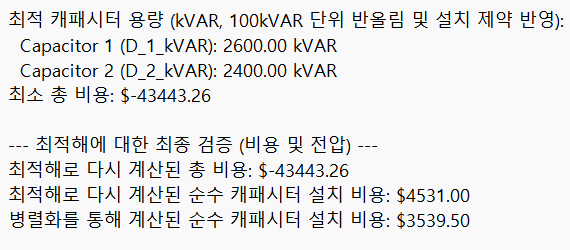 최적 캐패시터 용량 (kVAR, 100kVAR 단위 반올림 및 설치 제약 반영):
Capacitor 1 (D_1_kVAR): 2600.00 kVAR
Capacitor 2 (D_2_kVAR): 2400.00 kVAR
최소 총 비용: $-43443.26
--- 최적해에 대한 최종 검증 (비용 및 전압) ---
최적해로 다시 계산된 총 비용: $-43443.26
최적해로 다시 계산된 순수 캐패시터 설치 비용: $4531.00
병렬화를 통해 계산된 순수 캐패시터 설치 비용: $3539.50